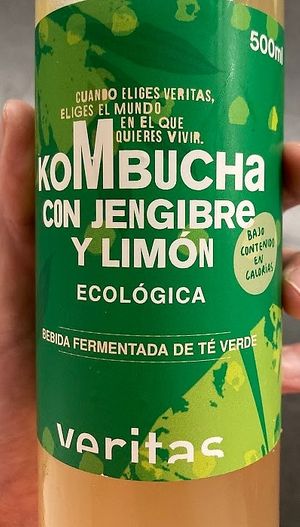 500ml
CUANDO ELIGES VERITAS,
ELIGES EL MUNDO
EN EL QUE
QUIERES VIVIR.
KOMBUCHA
CON JENGIBRE
Y LIMÓN
BAJO
CONTENIDO
EN
CALORÍAS
ECOLÓGICA
BEBIDA FERMENTADA DE TÉ VERDE
veritas